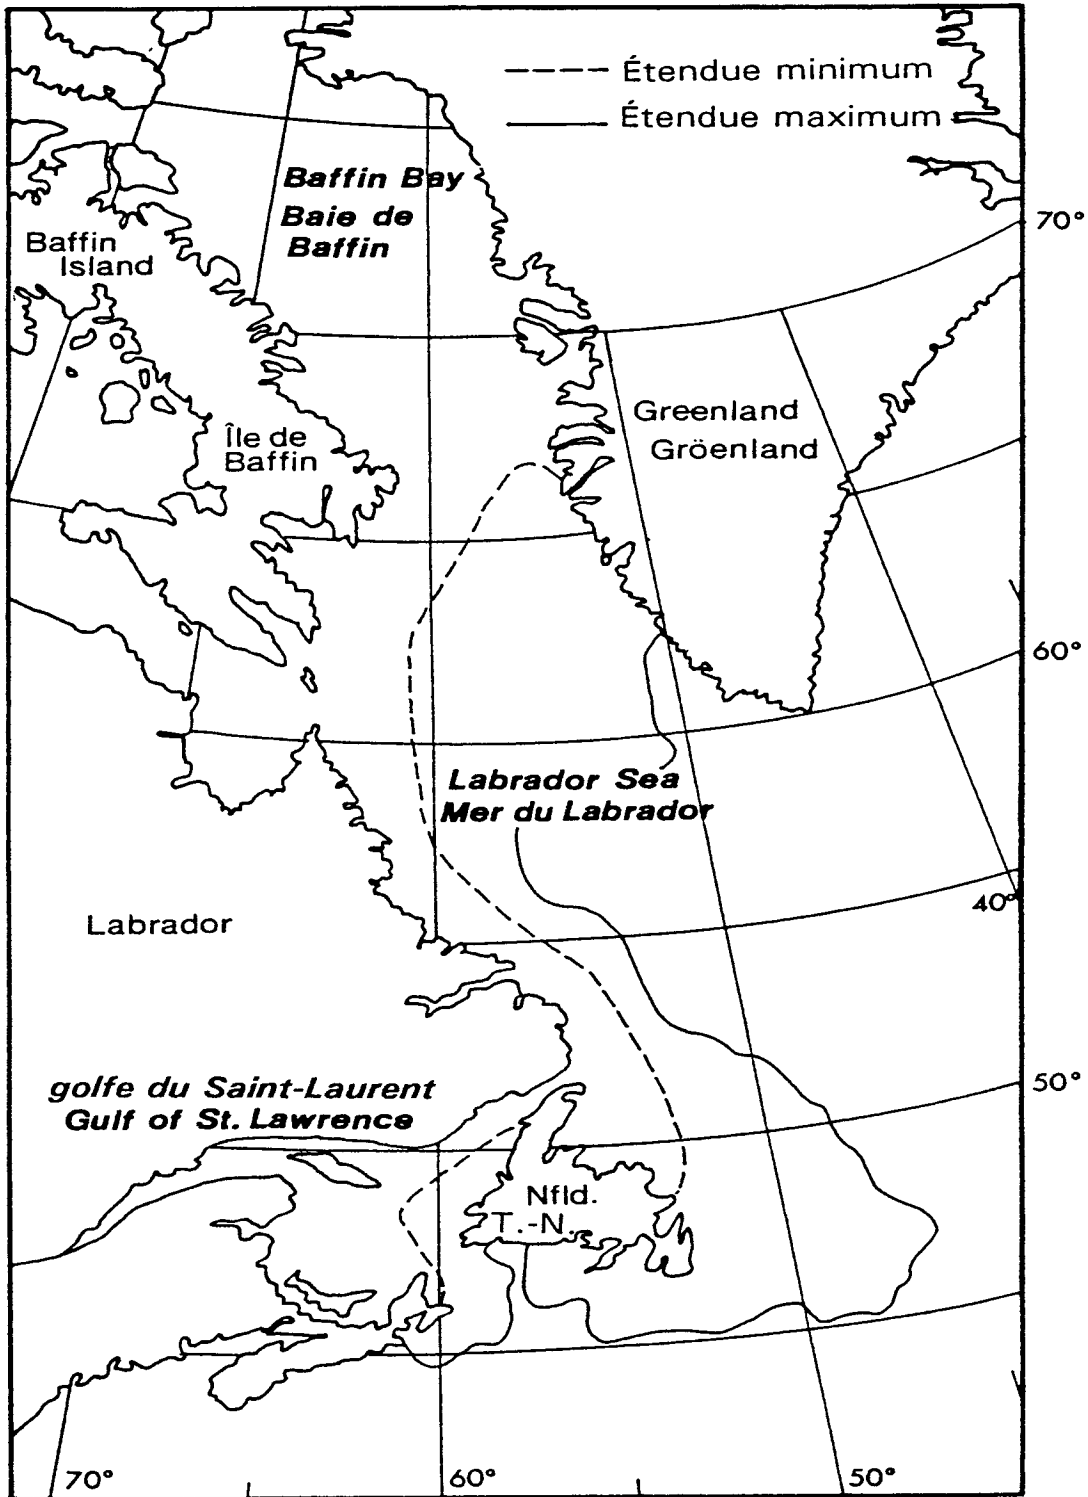 Étendue minimum
Étendue maximum
Baffin Bay
Baie de
Baffin
70°
Baffin
Island
Île de
Baffin
Greenland
Gröenland
60°
Labrador Sea
Mer du Labrador
40°
Labrador
50°
golfe du Saint-Laurent
Gulf of St. Lawrence
Nfld.
T.-N.
70°
60°
50°